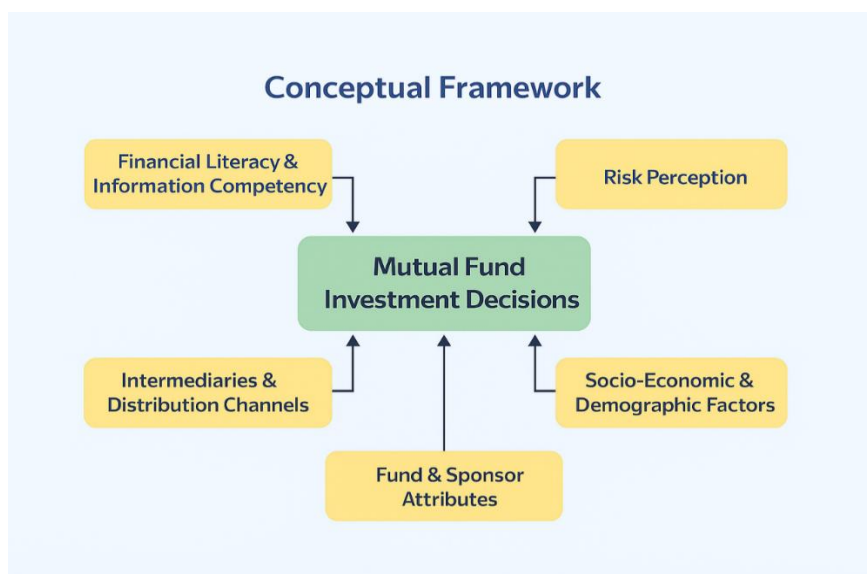 Conceptual Framework
Financial Literacy &
Information Competency
Risk Perception
Mutual Fund
Investment Decisions
Intermediaries &
Distribution Channels
Socio-Economic &
Demographic Factors
Fund & Sponsor
Attributes